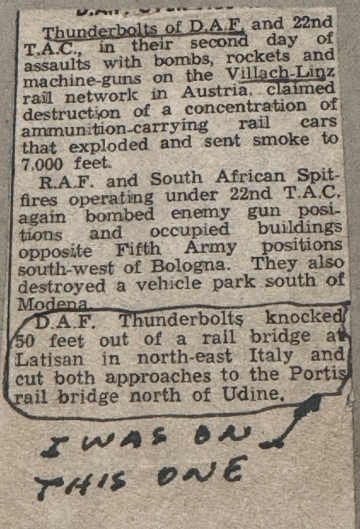 Thunderbolts of D.A.F. and 22nd
T.A.C., in their second day of
assaults with bombs, rockets and
machine-guns on the Villach-Linz
rail network in Austria, claimed
destruction of a concentration of
ammunition-carrying rail cars
that exploded and sent smoke to
7,000 feet.
R.A.F. and South African Spit-
fires operating under 22nd T.A.C.
again bombed enemy gun posi-
tions and occupied buildings
opposite Fifth Army positions
south-west of Bologna. They also
destroyed a vehicle park south of
Modena.
D.A.F. Thunderbolts knocked
50 feet out of a rail bridge at
Latisan in north-east Italy and
cut both approaches to the Portis
rail bridge north of Udine.
I WAS ON
THIS ONE